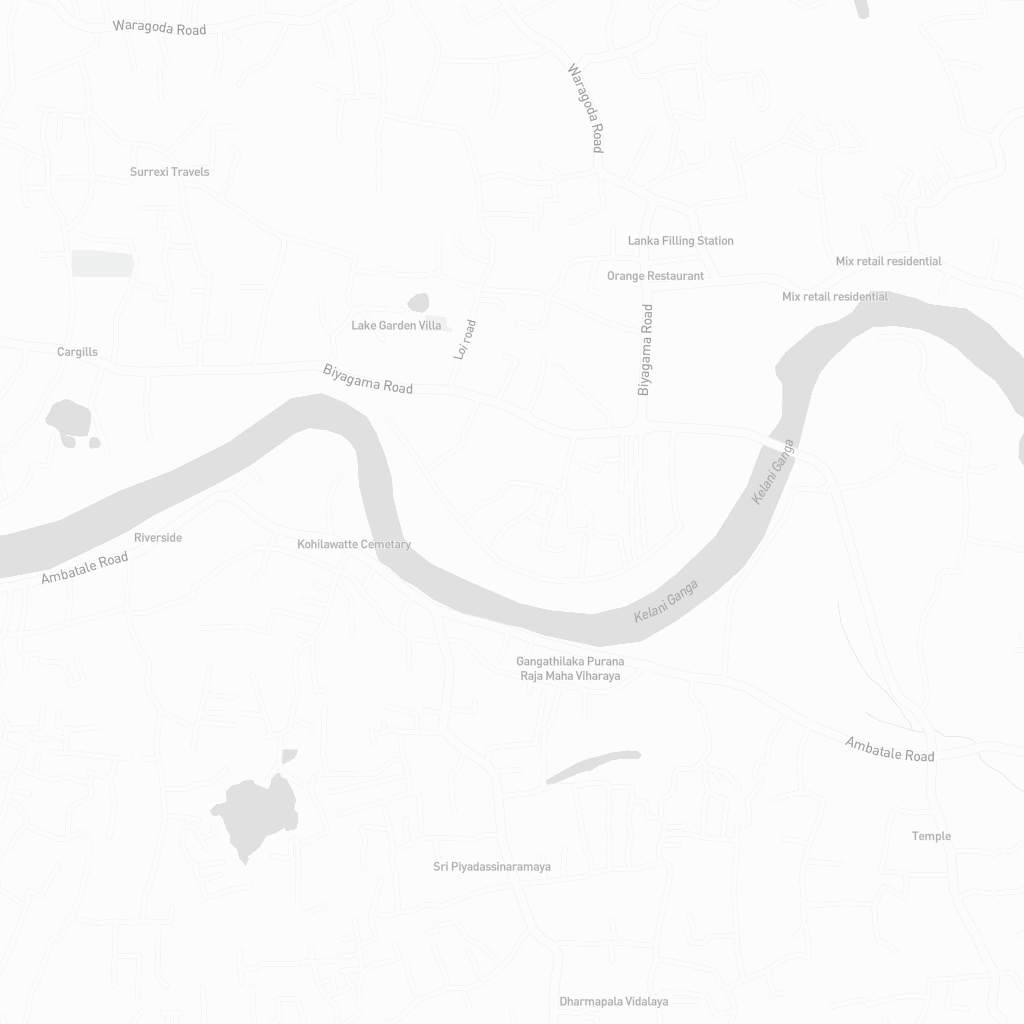 Waragoda Road
Waragoda Road
Surrexi Travels
Lanka Filling Station
Mix retail residential
Orange Restaurant
Mix retail residential
Lake Garden Villa
Loi road
Biyagama Road
Cargills
Biyagama Road
Kelani Ganga
Riverside
Kohilawatte Cemetary
Ambatale Road
Kelani Ganga
Gangathilaka Purana
Raja Maha Viharaya
Ambatale Road
Temple
Sri Piyadassinaramaya
Dharmapala Vidalaya